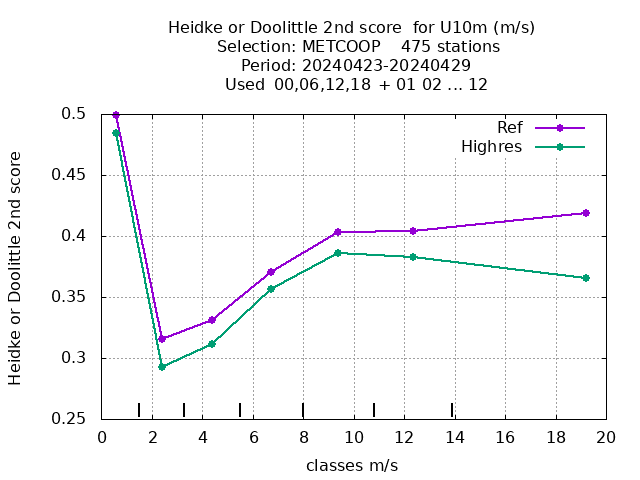 Heidke or Doolittle 2nd score  for U10m (m/s)
Selection: METCOOP    475 stations
Period: 20240423-20240429
Used  00,06,12,18  + 01 02 ... 12
Ref
Highres
0.5
0.45
0.4
0.35
0.3
0.25
Heidke or Doolittle 2nd score
0 2 4 6 8 10 12 14 16 18 20
classes m/s